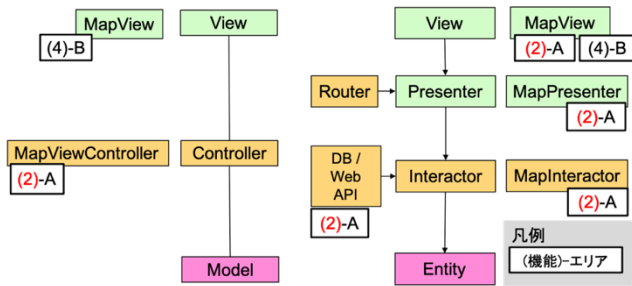 MapView
(4)-B
View
MapViewController
(2)-A
Controller
Model
View
MapView
(2)-A
(4)-B
Router
Presenter
MapPresenter
(2)-A
DB /
Web
API
(2)-A
Interactor
MapInteractor
(2)-A
Entity
凡例
(機能)-エリア